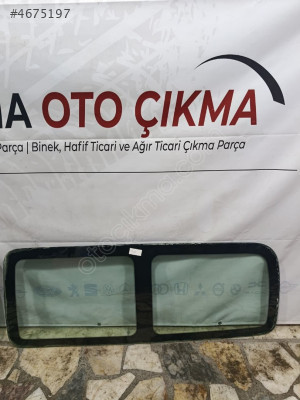 #4675197
MA OTO ÇIKMA
Parça | Binek, Hafif Ticari ve Ağır Ticari Çıkma Parça